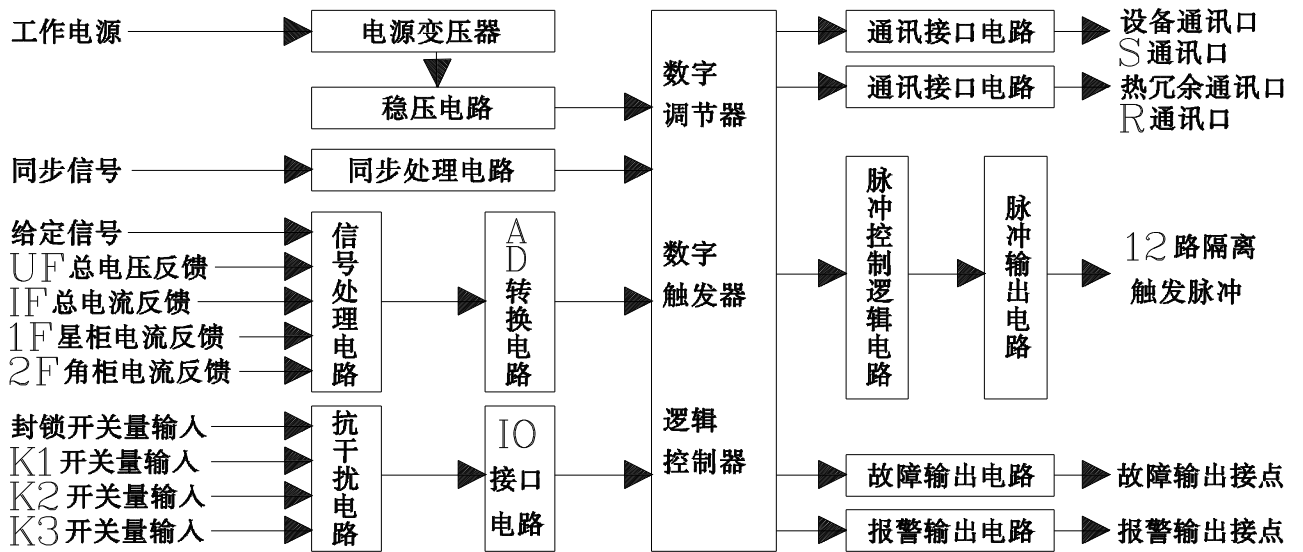 工作电源
电源变压器
稳压电路
同步信号
同步处理电路
给定信号
UF总电压反馈
IF总电流反馈
1F星柜电流反馈
2F角柜电流反馈
信号处理电路
AD转换电路
封锁开关量输入
K1开关量输入
K2开关量输入
K3开关量输入
抗干扰电路
IO
接口
电路
数字
调节器
数字
触发器
逻辑
控制器
通讯接口电路
设备通讯口
S通讯口
通讯接口电路
热冗余通讯口
R通讯口
脉冲控制逻辑电路
脉冲输出电路
12路隔离
触发脉冲
故障输出电路
故障输出接点
报警输出电路
报警输出接点